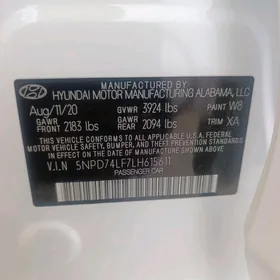 HYUNDAI MOTOR MANUFACTURING ALABAMA, LLC
Aug/11/20 GVWR 3924 lbs PAINT W8
GAWR FRONT 2183 lbs GAWR REAR 2094 lbs TRIM XA
THIS VEHICLE CONFORMS TO ALL APPLICABLE U.S. FEDERAL
MOTOR VEHICLE SAFETY, BUMPER, AND THEFT PREVENTION
STANDARDS IN EFFECT ON THE DATE OF MANUFACTURE SHOWN ABOVE.
V.I.N 5NPD74LF7LH615611
PASSENGER CAR